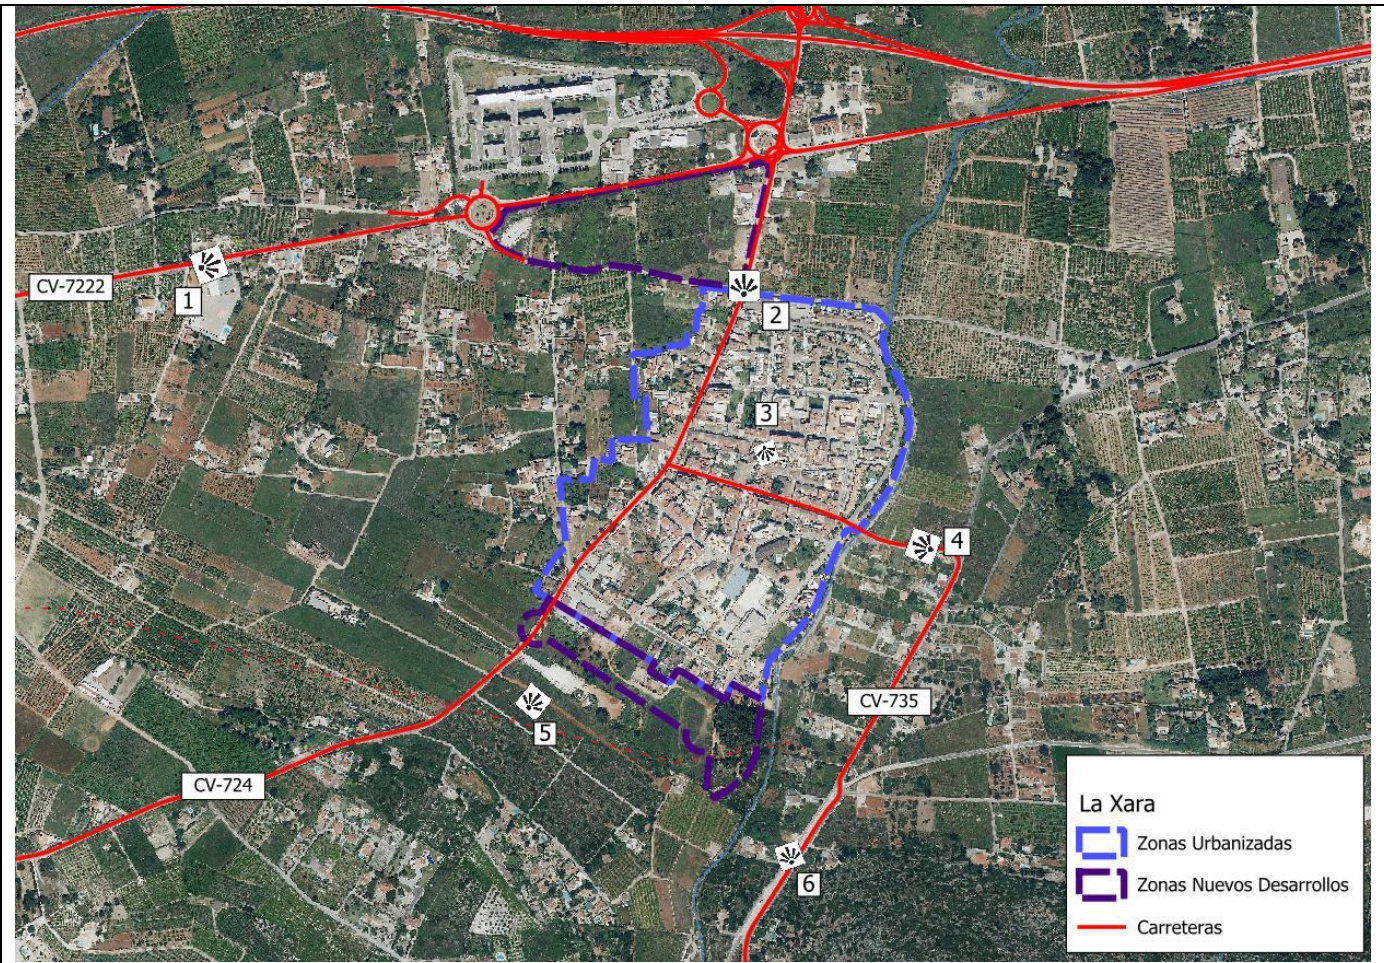 CV-7222
1
2
3
4
5
CV-735
CV-724
6
La Xara
Zonas Urbanizadas
Zonas Nuevos Desarrollos
Carreteras